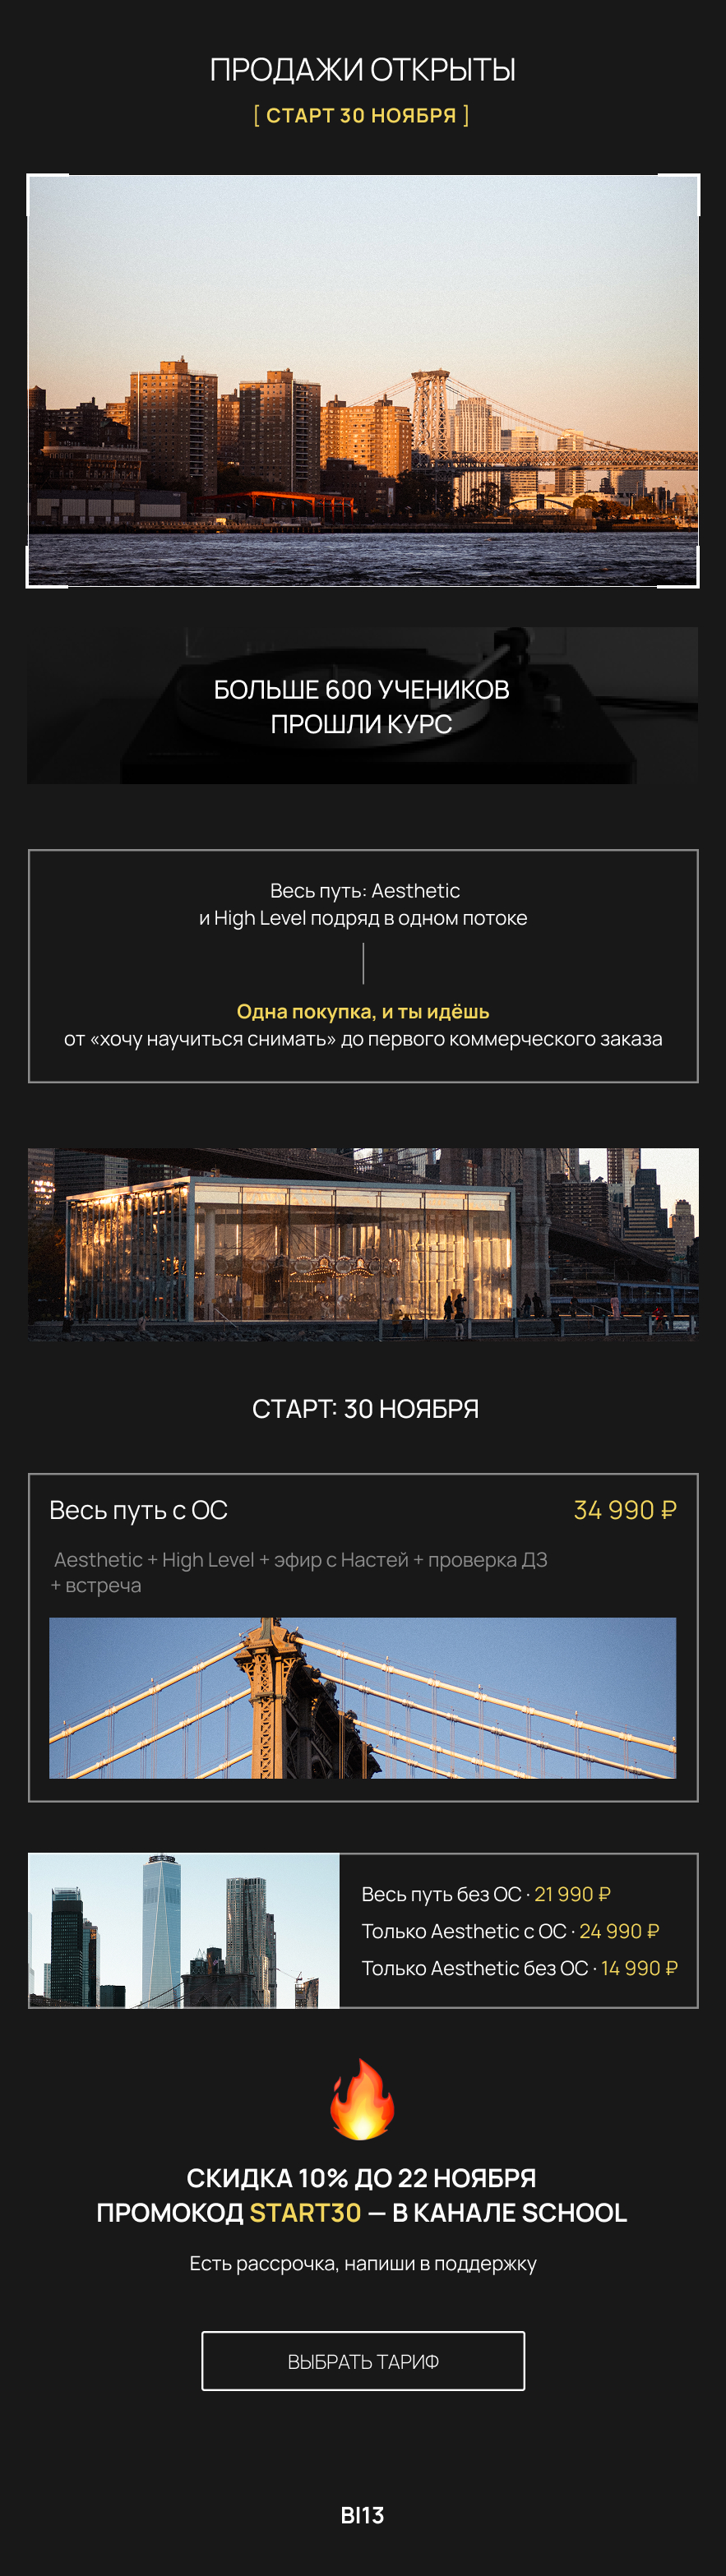 ПРОДАЖИ ОТКРЫТЫ
[ СТАРТ 30 НОЯБРЯ ]
БОЛЬШЕ 600 УЧЕНИКОВ
ПРОШЛИ КУРС
Весь путь: Aesthetic
и High Level подряд в одном потоке
Одна покупка, и ты идёшь
от «хочу научиться снимать» до первого коммерческого заказа
СТАРТ: 30 НОЯБРЯ
Весь путь с ОС 34 990 ₽
Aesthetic + High Level + эфир с Настей + проверка ДЗ
+ встреча
Весь путь без ОС · 21 990 ₽
Только Aesthetic с ОС · 24 990 ₽
Только Aesthetic без ОС · 14 990 ₽
СКИДКА 10% ДО 22 НОЯБРЯ
ПРОМОКОД START30 — В КАНАЛЕ SCHOOL
Есть рассрочка, напиши в поддержку
ВЫБРАТЬ ТАРИФ
BI13